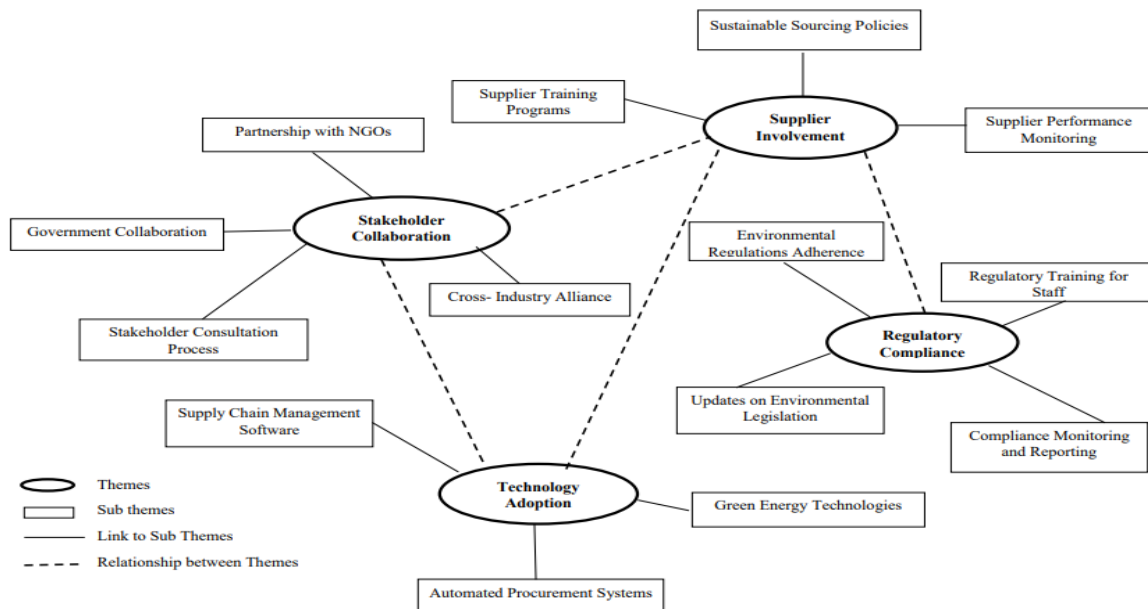 Sustainable Sourcing Policies
Supplier Training
Programs
Supplier
Involvement
Supplier Performance
Monitoring
Partnership with NGOs
Government Collaboration
Stakeholder
Collaboration
Environmental
Regulations Adherence
Regulatory Training for
Staff
Cross- Industry Alliance
Stakeholder Consultation
Process
Regulatory
Compliance
Updates on Environmental
Legislation
Supply Chain Management
Software
Compliance Monitoring
and Reporting
Technology
Adoption
Green Energy Technologies
Automated Procurement Systems
Themes
Sub themes
Link to Sub Themes
Relationship between Themes